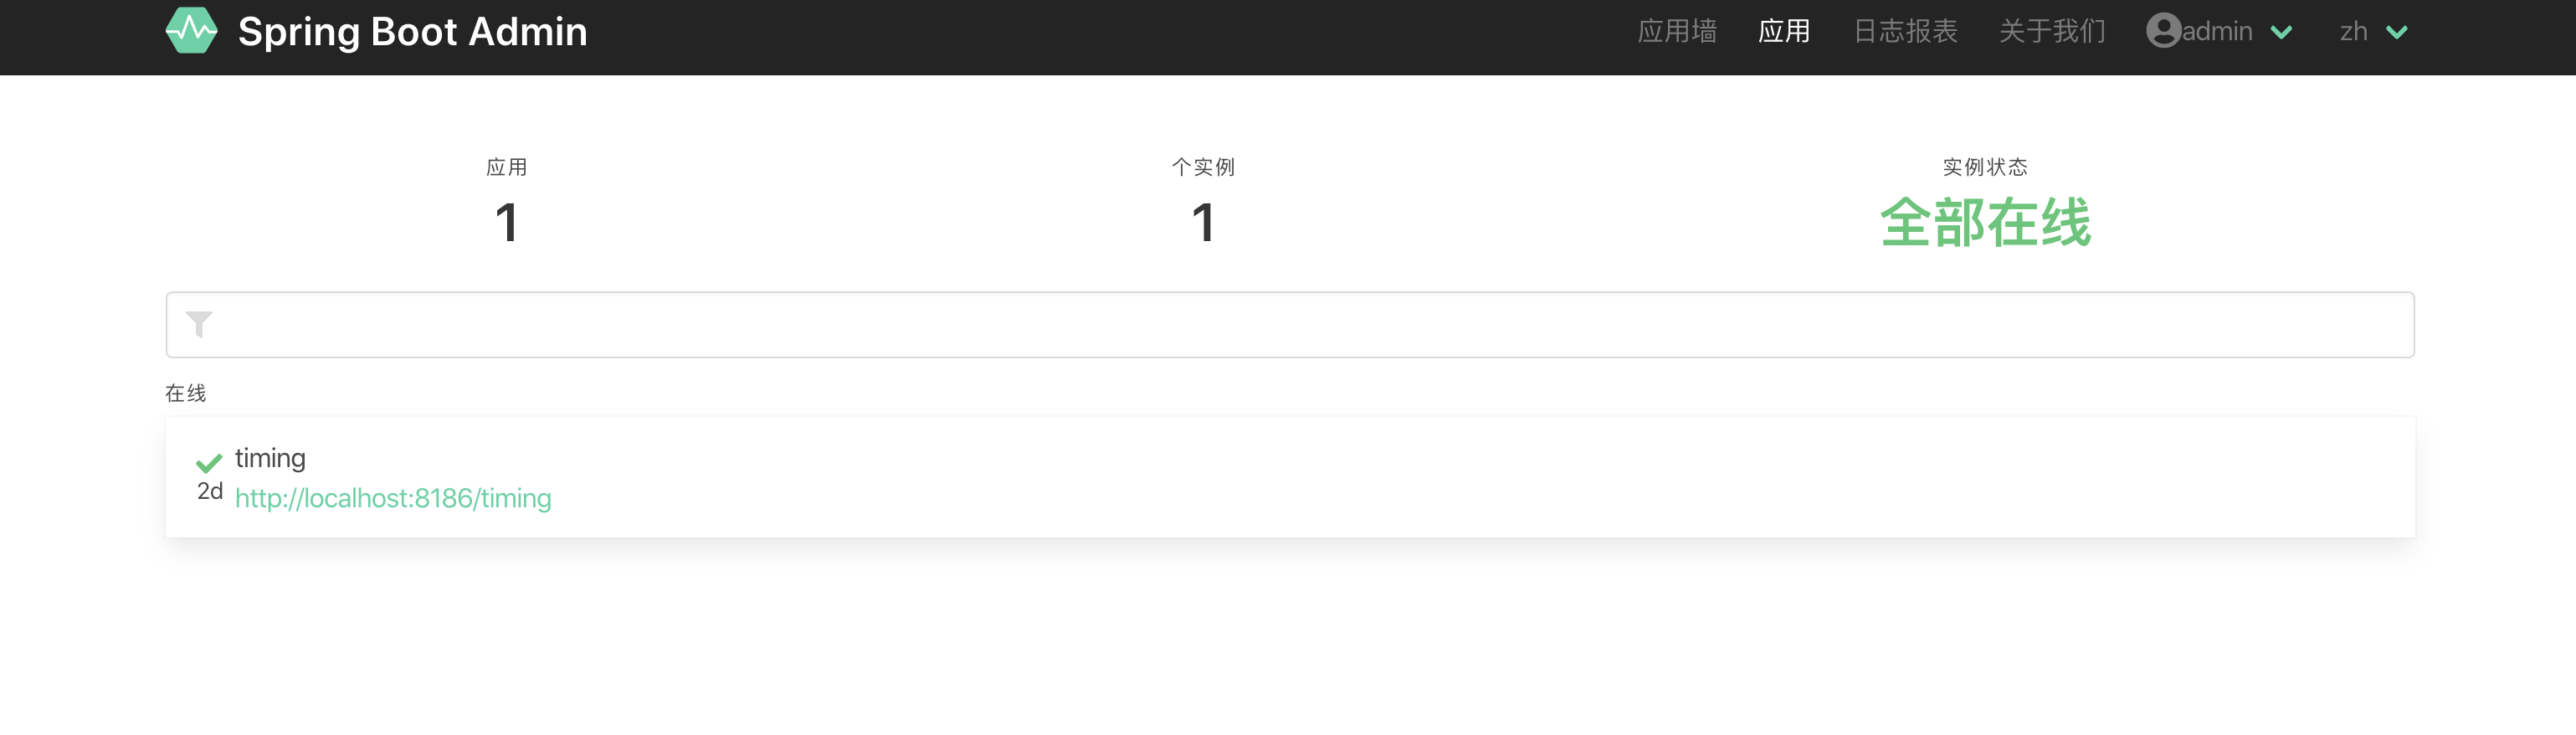 Spring Boot Admin 应用墙 应用 日志报表 关于我们 admin zh
应用 个实例 实例状态
1 1 全部在线
在线
timing
2d http://localhost:8186/timing